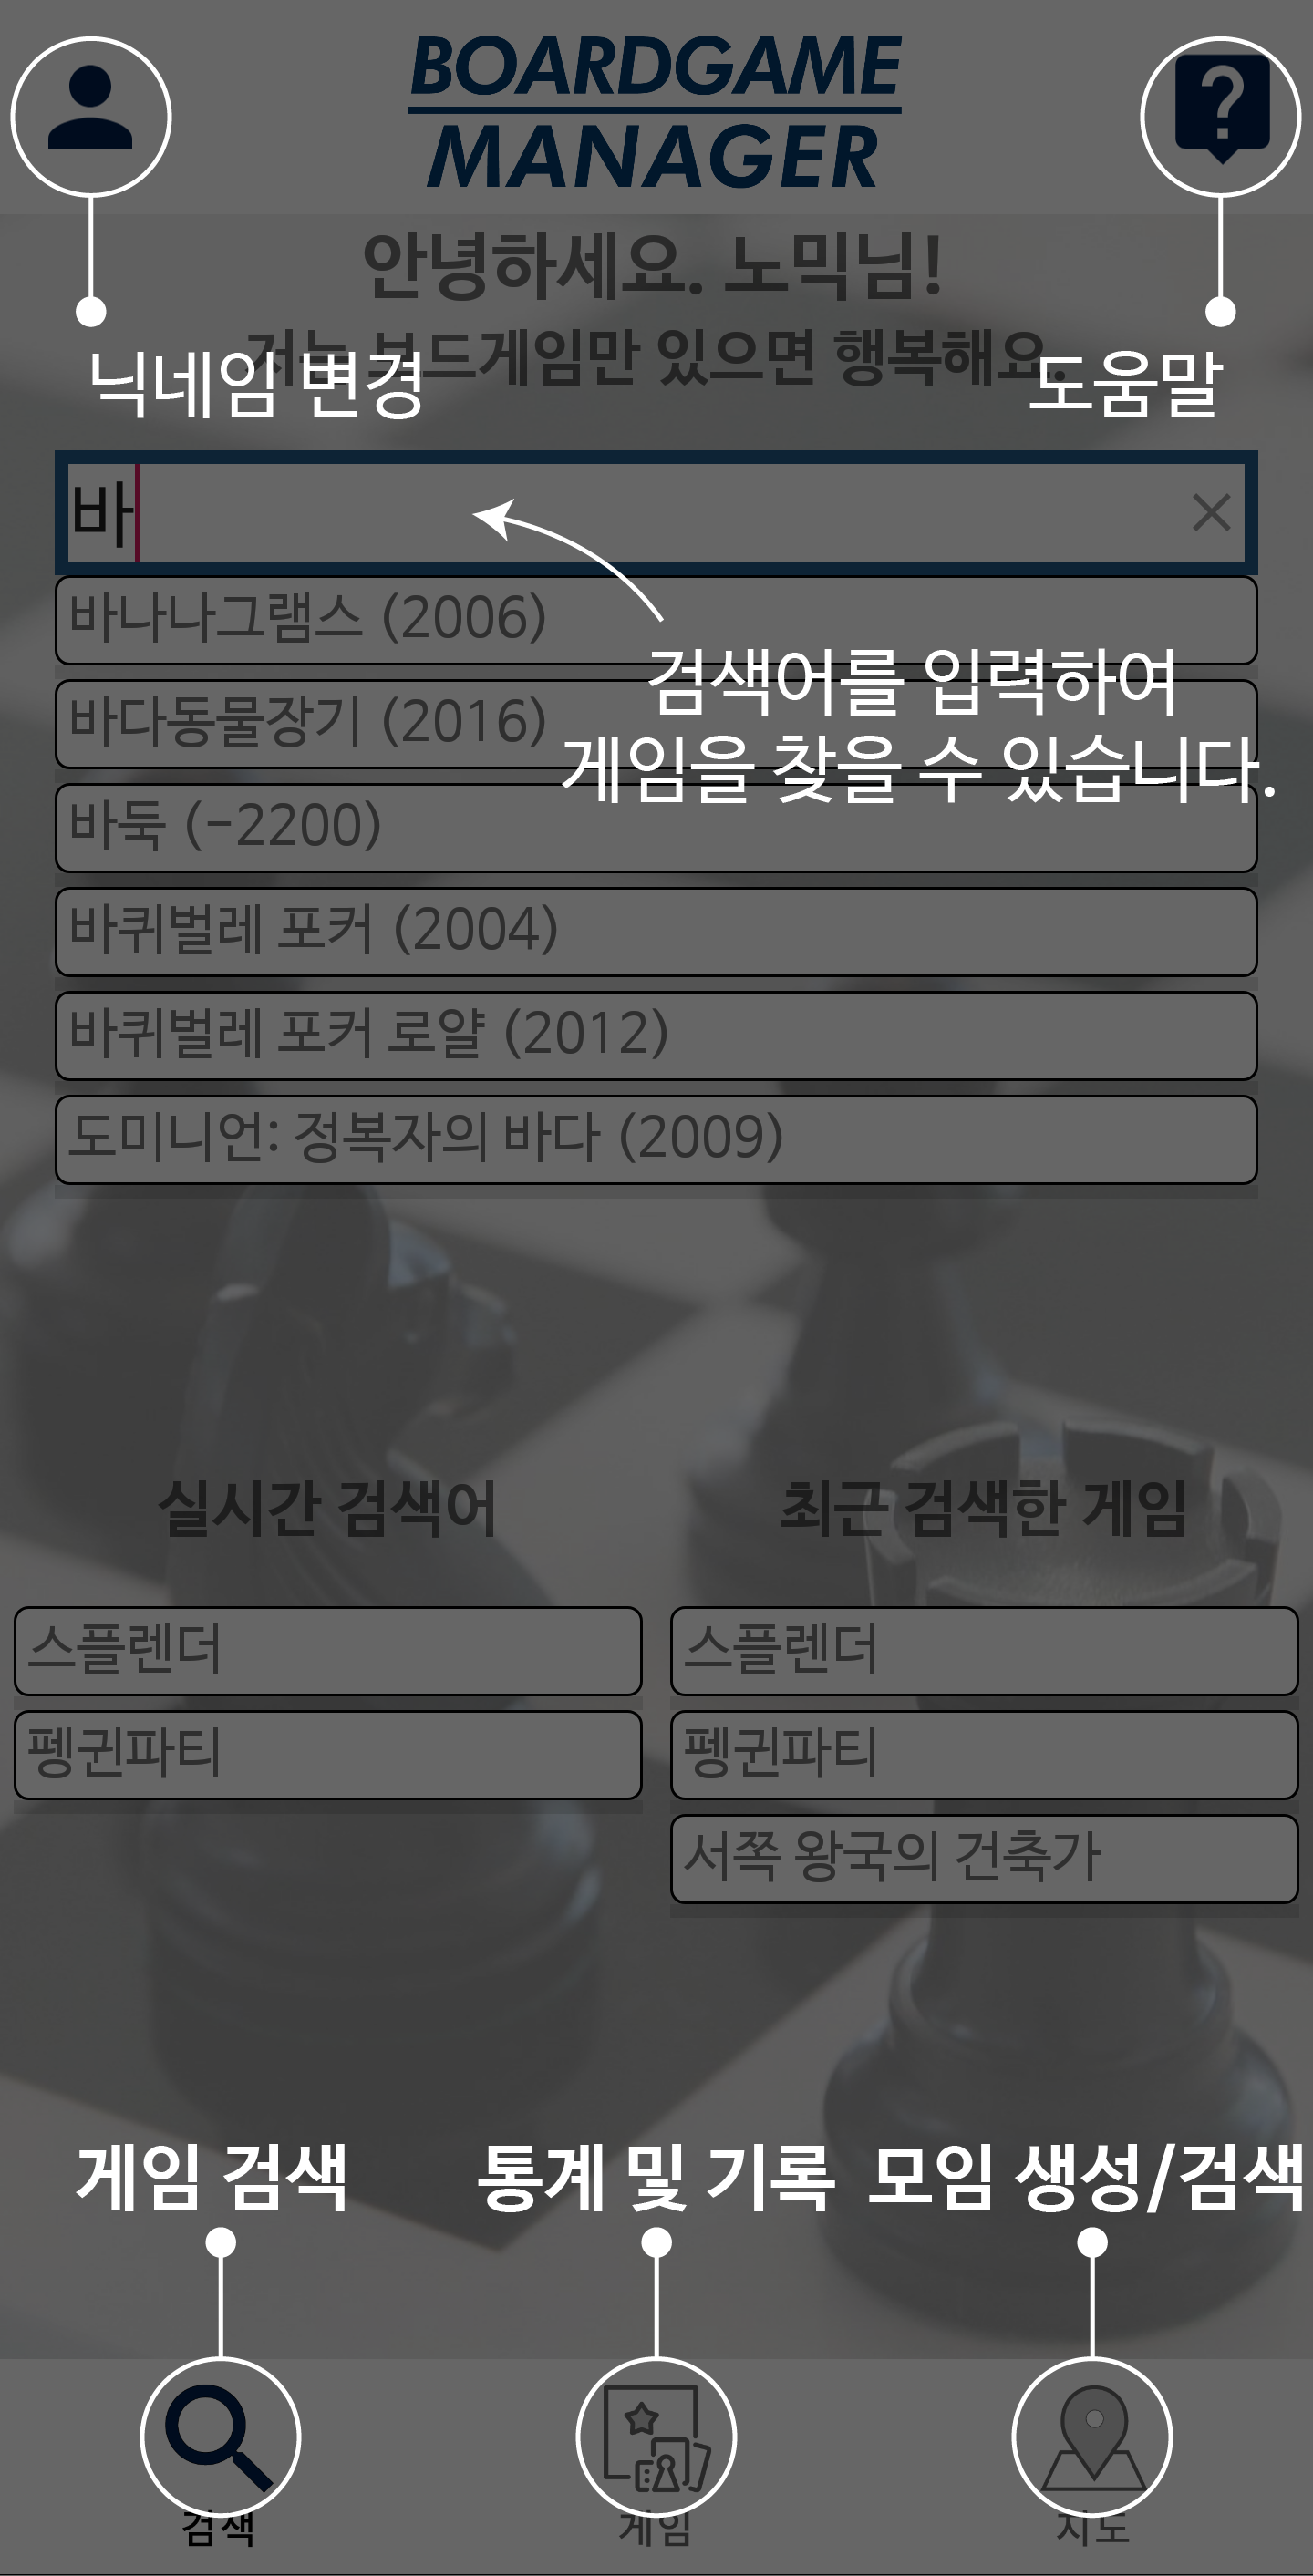 BOARDGAME
MANAGER
안녕하세요. 노믹님!
저는 보드게임만 있으면 행복해요.
닉네임 변경
도움말
바
바나나그램스 (2006)
검색어를 입력하여
바다동물장기 (2016)
게임을 찾을 수 있습니다.
바둑 (-2200)
바퀴벌레 포커 (2004)
바퀴벌레 포커 로얄 (2012)
도미니언: 정복자의 바다 (2009)
실시간 검색어
최근 검색한 게임
스플렌더
스플렌더
펭귄파티
펭귄파티
서쪽 왕국의 건축가
게임 검색
통계 및 기록
모임 생성/검색
검색
게임
지도